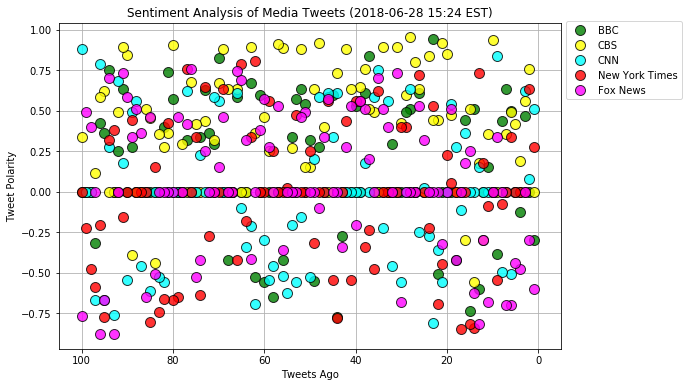 Sentiment Analysis of Media Tweets (2018-06-28 15:24 EST)
BBC
CBS
CNN
New York Times
Fox News
Tweet Polarity
1.00
0.75
0.50
0.25
0.00
−0.25
−0.50
−0.75
100 80 60 40 20 0
Tweets Ago